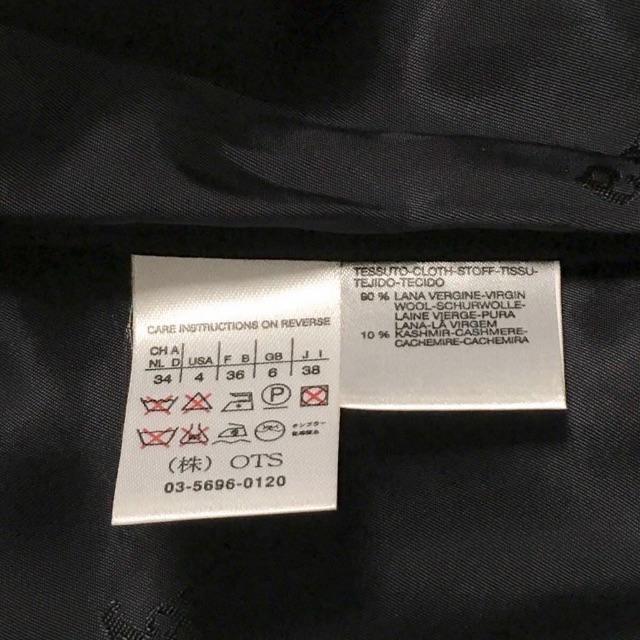 CARE INSTRUCTIONS ON REVERSE
CH A USA F B GB J I
NL D
34 4 36 6 38
P
(株) OTS
03-5696-0120
TESSUTO-CLOTH-STOFF-TISSU-
TEJIDO-TECIDO
90 % LANA VERGINE-VIRGIN
WOOL-SCHURWOLLE-
LAINE VIERGE-PURA
LANA-LÃ VIRGEM
10 % KASHMIR-CASHMERE-
CACHEMIRE-CACHEMIRA